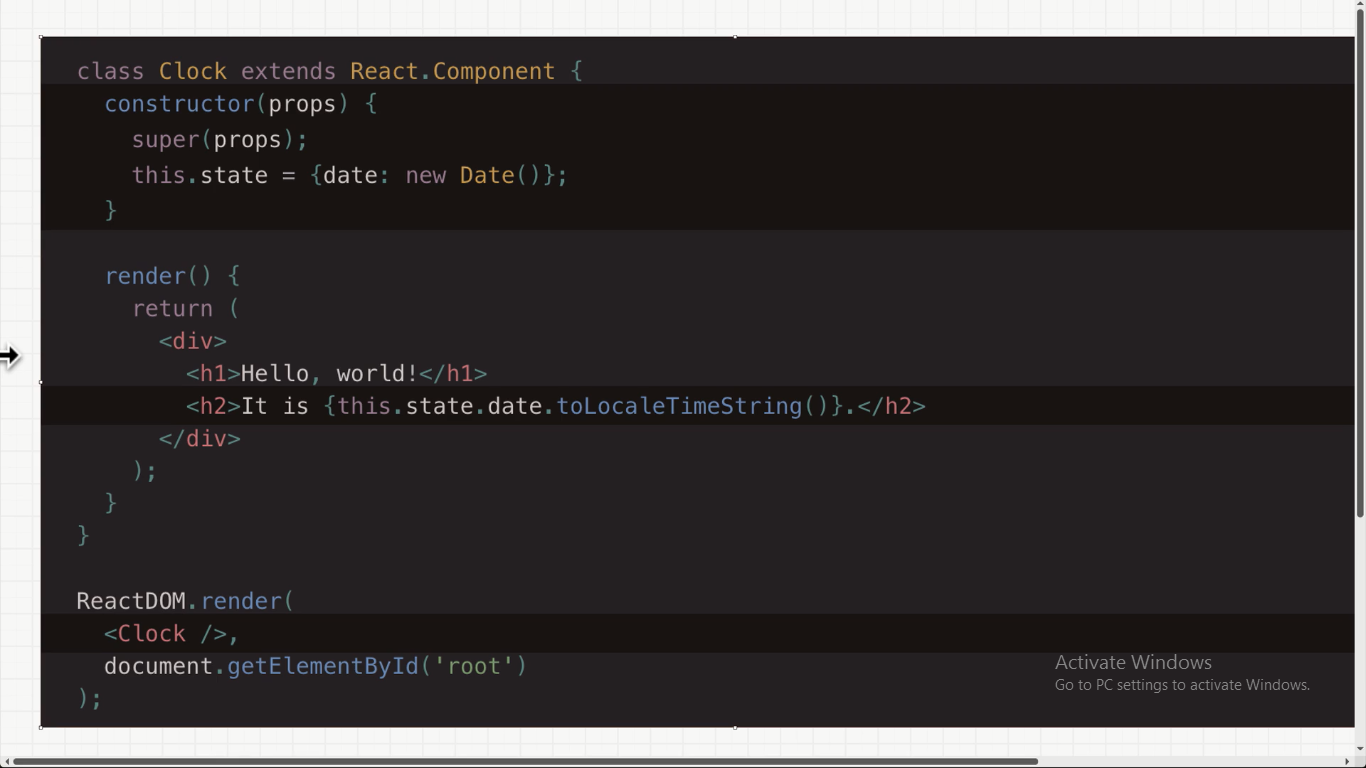 class Clock extends React.Component {
  constructor(props) {
    super(props);
    this.state = {date: new Date()};
  }

  render() {
    return (
      <div>
        <h1>Hello, world!</h1>
        <h2>It is {this.state.date.toLocaleTimeString()}.</h2>
      </div>
    );
  }
}

ReactDOM.render(
  <Clock />,
  document.getElementById('root')
);
Activate Windows
Go to PC settings to activate Windows.